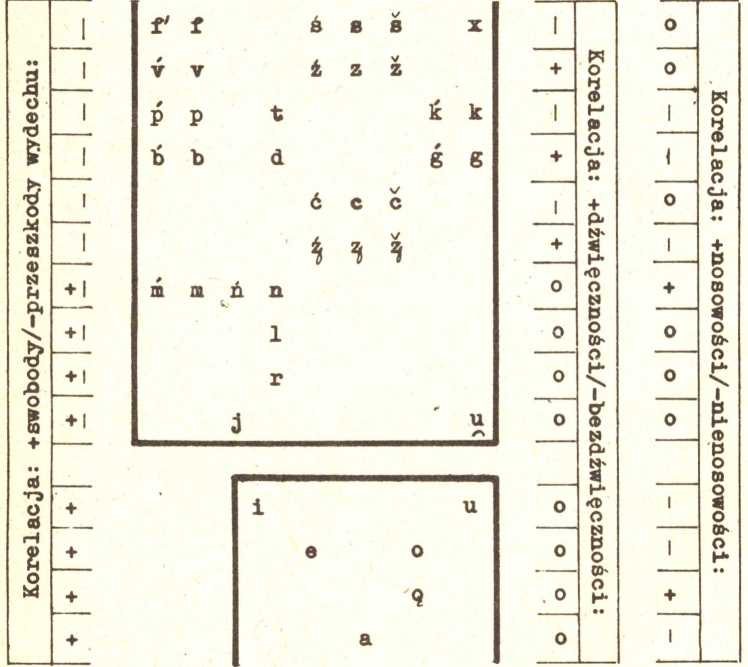 Korelacja: +swobody/-przeszkody wydechu:
— f' f ś s š x — o
— v́ v ź z ž + o
— ṕ p t ḱ k — —
— b́ b d ǵ g + —
— ć c č — o
— ʒ́ ʒ ǯ + —
+— ḿ m ń n o +
+— l o o
+— r o o
+— j u̯ o o
+ i u o —
+ e o o —
+ ǫ o +
+ a o —
Korelacja: +dźwięczności/-bezdźwięczności:
Korelacja: +nosowości/-nienosowości: